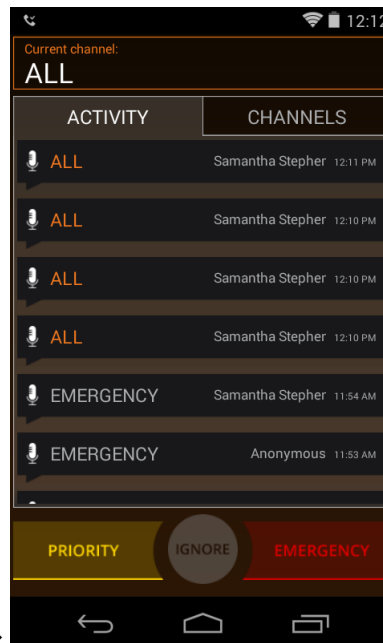 12:12
Current channel:
ALL
ACTIVITY CHANNELS
ALL Samantha Stepher 12:11 PM
ALL Samantha Stepher 12:10 PM
ALL Samantha Stepher 12:10 PM
ALL Samantha Stepher 12:10 PM
EMERGENCY Samantha Stepher 11:54 AM
EMERGENCY Anonymous 11:53 AM
PRIORITY IGNORE EMERGENCY